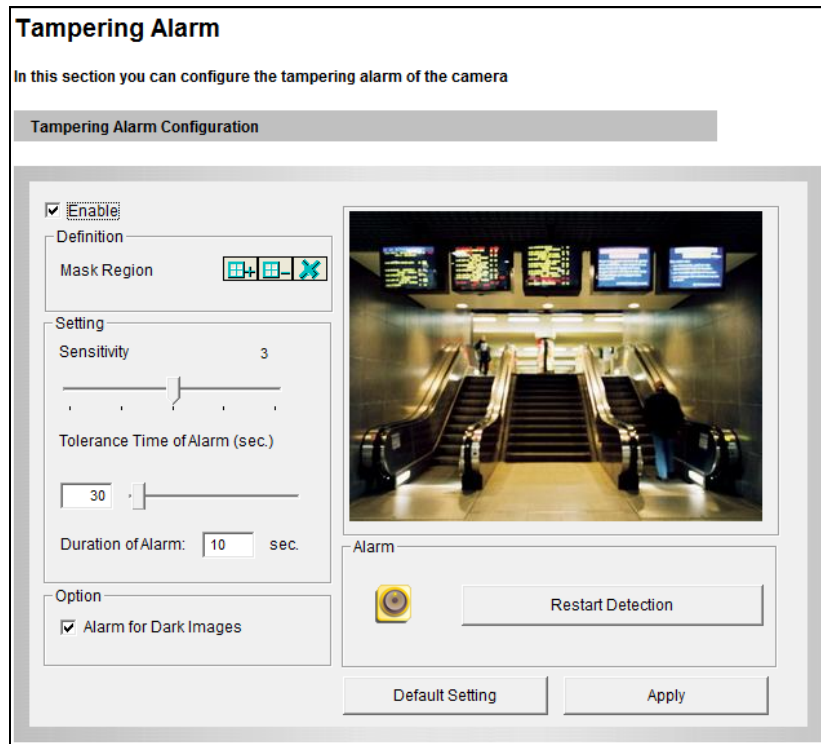 Tampering Alarm
In this section you can configure the tampering alarm of the camera
Tampering Alarm Configuration
Enable
Definition
Mask Region
Setting
Sensitivity 3
Tolerance Time of Alarm (sec.)
30
Duration of Alarm: 10 sec.
Option
Alarm for Dark Images
Alarm
Restart Detection
Default Setting
Apply